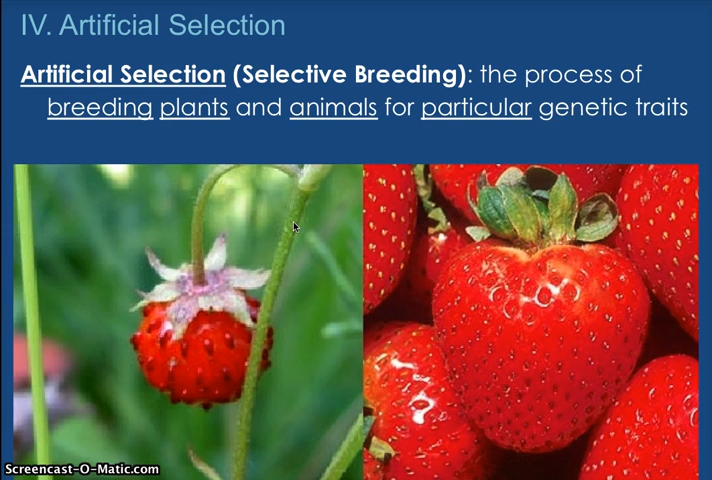 IV. Artificial Selection
Artificial Selection (Selective Breeding): the process of
breeding plants and animals for particular genetic traits
Screencast-O-Matic.com